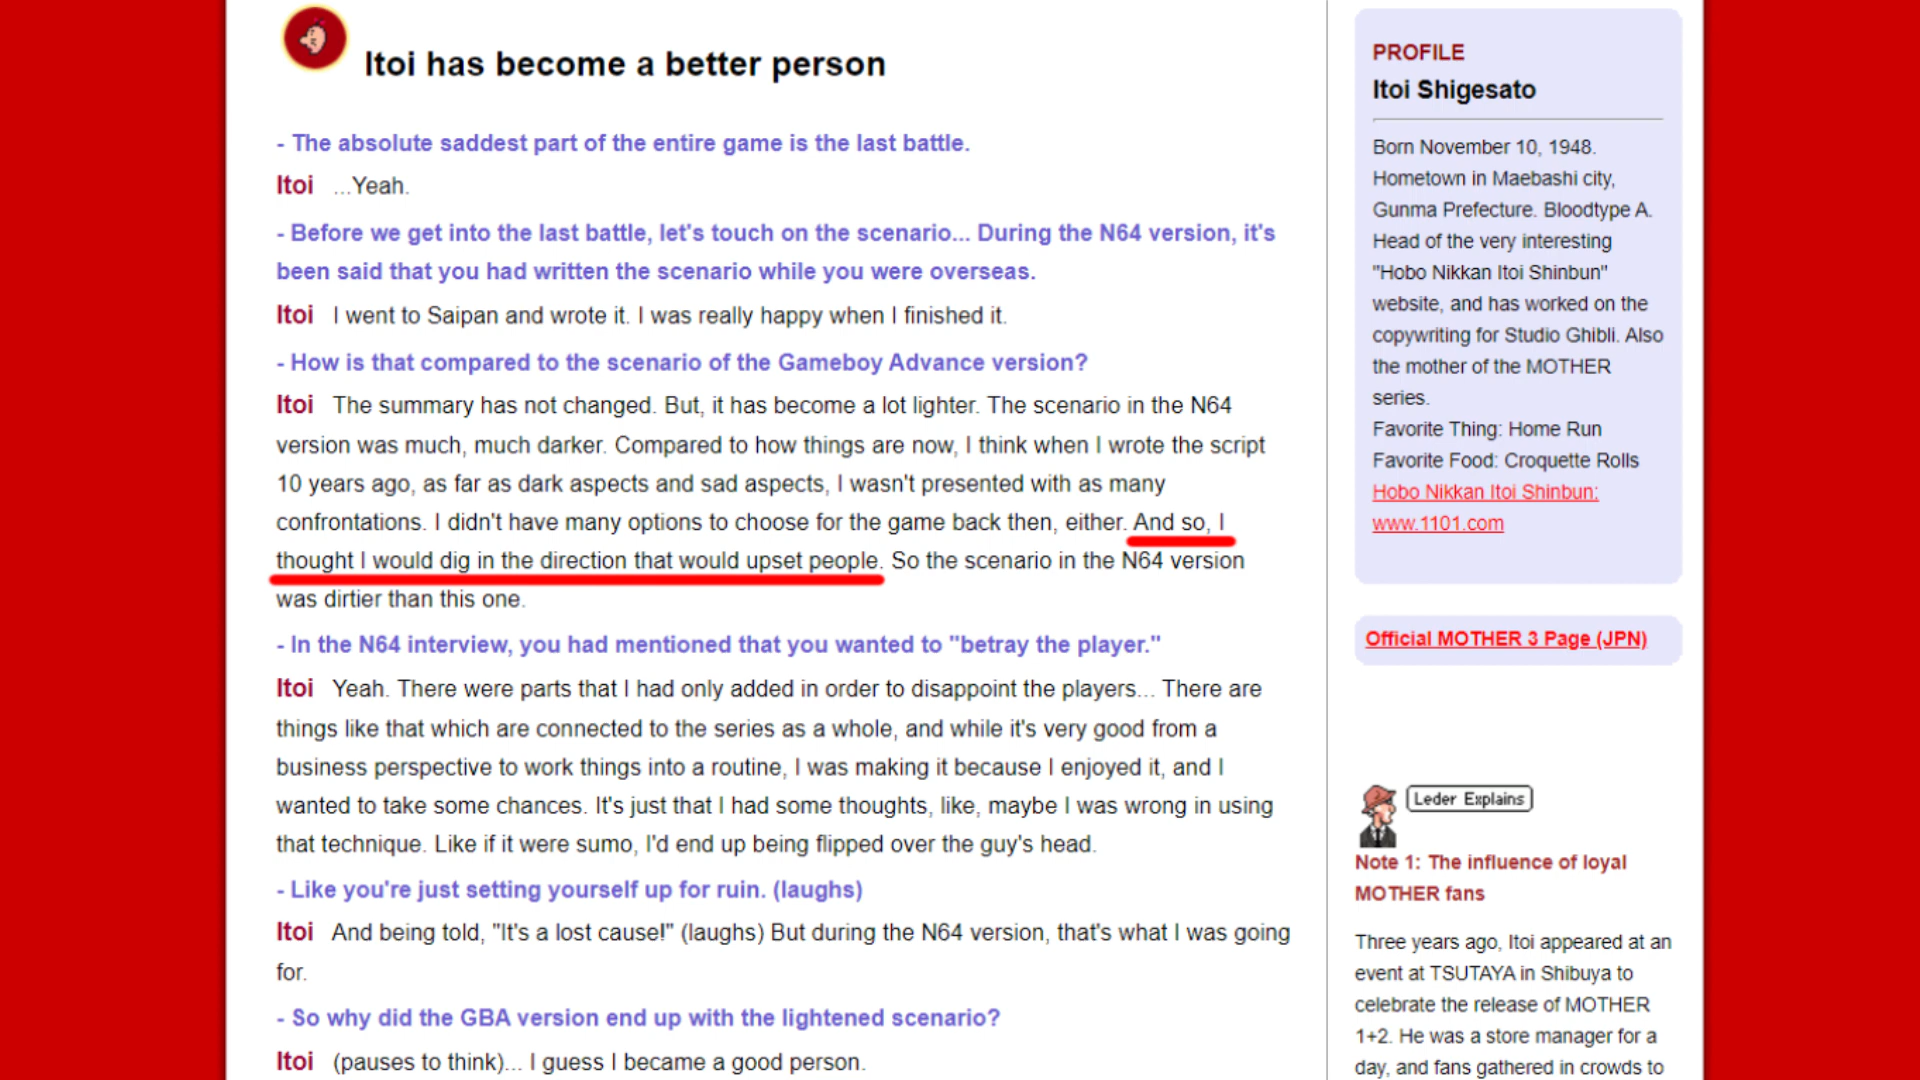 Itoi has become a better person
- The absolute saddest part of the entire game is the last battle.
Itoi ...Yeah.
- Before we get into the last battle, let's touch on the scenario... During the N64 version, it's
been said that you had written the scenario while you were overseas.
Itoi I went to Saipan and wrote it. I was really happy when I finished it.
- How is that compared to the scenario of the Gameboy Advance version?
Itoi The summary has not changed. But, it has become a lot lighter. The scenario in the N64
version was much, much darker. Compared to how things are now, I think when I wrote the script
10 years ago, as far as dark aspects and sad aspects, I wasn't presented with as many
confrontations. I didn't have many options to choose for the game back then, either. And so, I
thought I would dig in the direction that would upset people. So the scenario in the N64 version
was dirtier than this one.
- In the N64 interview, you had mentioned that you wanted to "betray the player."
Itoi Yeah. There were parts that I had only added in order to disappoint the players... There are
things like that which are connected to the series as a whole, and while it's very good from a
business perspective to work things into a routine, I was making it because I enjoyed it, and I
wanted to take some chances. It's just that I had some thoughts, like, maybe I was wrong in using
that technique. Like if it were sumo, I'd end up being flipped over the guy's head.
- Like you're just setting yourself up for ruin. (laughs)
Itoi And being told, "It's a lost cause!" (laughs) But during the N64 version, that's what I was going
for.
- So why did the GBA version end up with the lightened scenario?
Itoi (pauses to think)... I guess I became a good person.
PROFILE
Itoi Shigesato
Born November 10, 1948.
Hometown in Maebashi city,
Gunma Prefecture. Bloodtype A.
Head of the very interesting
"Hobo Nikkan Itoi Shinbun"
website, and has worked on the
copywriting for Studio Ghibli. Also
the mother of the MOTHER
series.
Favorite Thing: Home Run
Favorite Food: Croquette Rolls
Hobo Nikkan Itoi Shinbun:
www.1101.com
Official MOTHER 3 Page (JPN)
Leder Explains
Note 1: The influence of loyal
MOTHER fans
Three years ago, Itoi appeared at an
event at TSUTAYA in Shibuya to
celebrate the release of MOTHER
1+2. He was a store manager for a
day, and fans gathered in crowds to